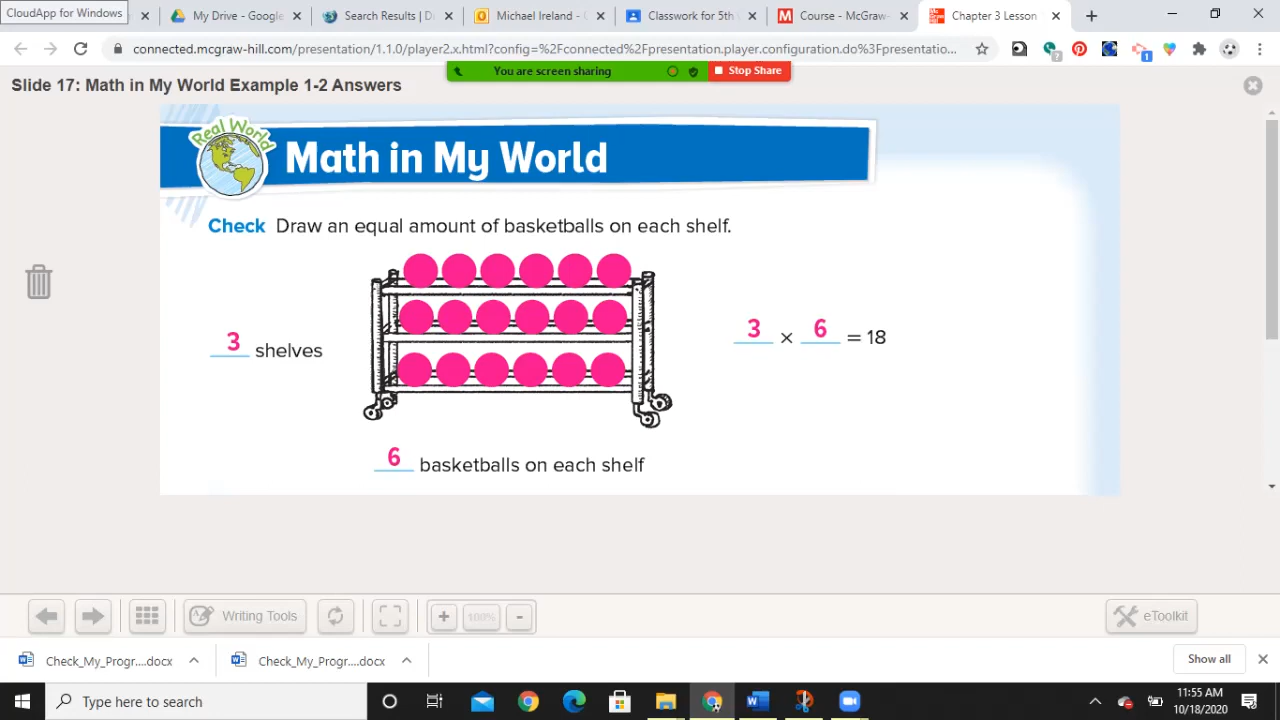 CloudApp for Windows
My Drive - Google
Search Results | D
Michael Ireland -
Classwork for 5th
Course - McGraw-
Chapter 3 Lesson
connected.mcgraw-hill.com/presentation/1.1.0/player2.x.html?config=%2Fconnected%2Fpresentation.player.configuration.do%3Fpresentatio...
You are screen sharing
Stop Share
Slide 17: Math in My World Example 1-2 Answers
Real World
Math in My World
Check Draw an equal amount of basketballs on each shelf.
3 shelves
3 × 6 = 18
6 basketballs on each shelf
Writing Tools
100%
eToolkit
Check_My_Progr....docx
Check_My_Progr....docx
Show all
Type here to search
11:55 AM
10/18/2020